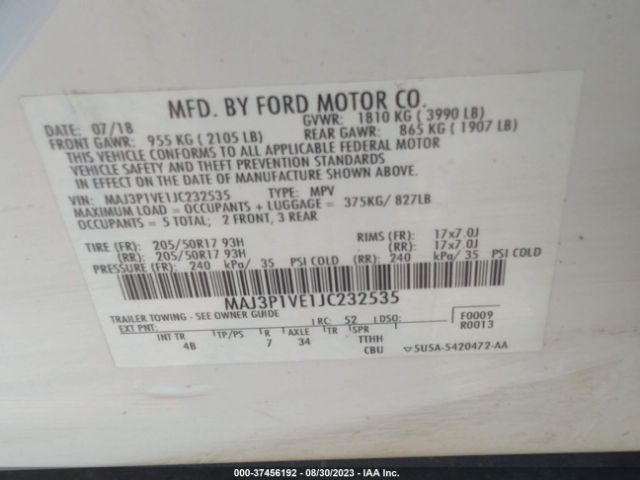 MFD. BY FORD MOTOR CO.
DATE: 07/18 GVWR: 1810 KG ( 3990 LB)
FRONT GAWR: 955 KG ( 2105 LB) REAR GAWR: 865 KG ( 1907 LB)
THIS VEHICLE CONFORMS TO ALL APPLICABLE FEDERAL MOTOR
VEHICLE SAFETY AND THEFT PREVENTION STANDARDS
IN EFFECT ON THE DATE OF MANUFACTURE SHOWN ABOVE.
VIN: MAJ3P1VE1JC232535 TYPE: MPV
MAXIMUM LOAD = OCCUPANTS + LUGGAGE = 375KG/ 827LB
OCCUPANTS = 5 TOTAL; 2 FRONT, 3 REAR
TIRE (FR): 205/50R17 93H RIMS (FR): 17x7.0J
(RR): 205/50R17 93H (RR): 17x7.0J
PRESSURE (FR): 240 kPa/ 35 PSI COLD (RR): 240 kPa/ 35 PSI COLD
MAJ3P1VE1JC232535
TRAILER TOWING - SEE OWNER GUIDE
EXT PNT: RC: 52 DSO: F0009
R0013
INT TR TP/PS R AXLE TR SPR
4B 7 34 TTHH
CBU ▽5U5A-5420472-AA
000-37456192 - 08/30/2023 - IAA Inc.